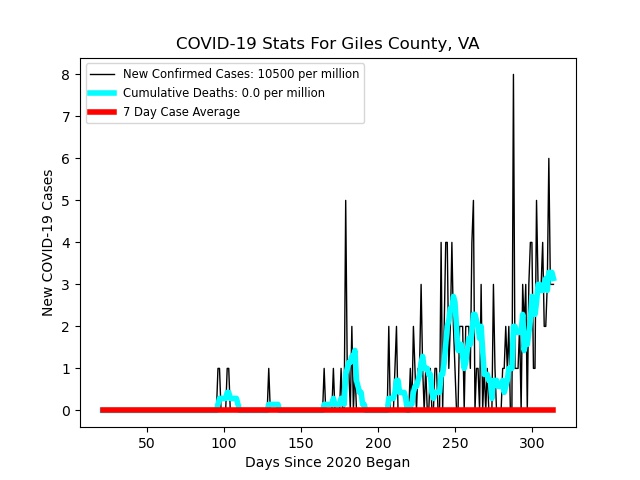 COVID-19 Stats For Giles County, VA
New Confirmed Cases: 10500 per million
Cumulative Deaths: 0.0 per million
7 Day Case Average
New COVID-19 Cases
8
7
6
5
4
3
2
1
0
50 100 150 200 250 300
Days Since 2020 Began